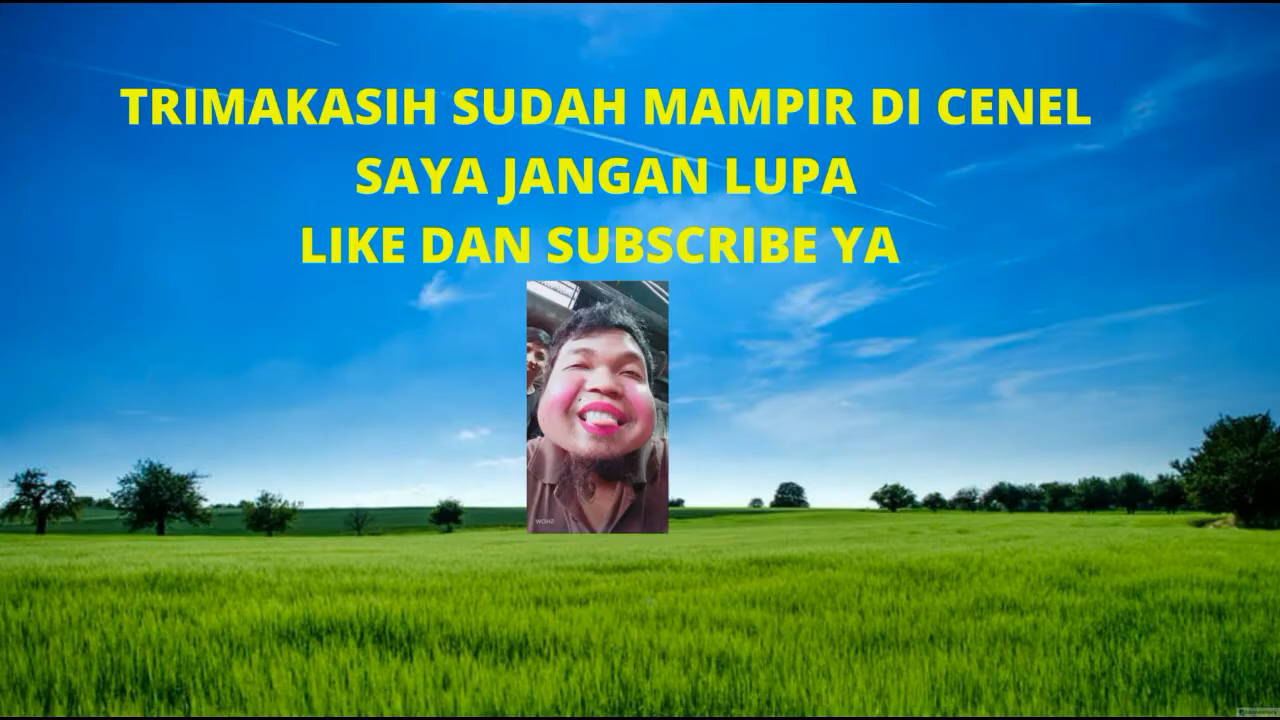 TRIMAKASIH SUDAH MAMPIR DI CENEL
SAYA JANGAN LUPA
LIKE DAN SUBSCRIBE YA